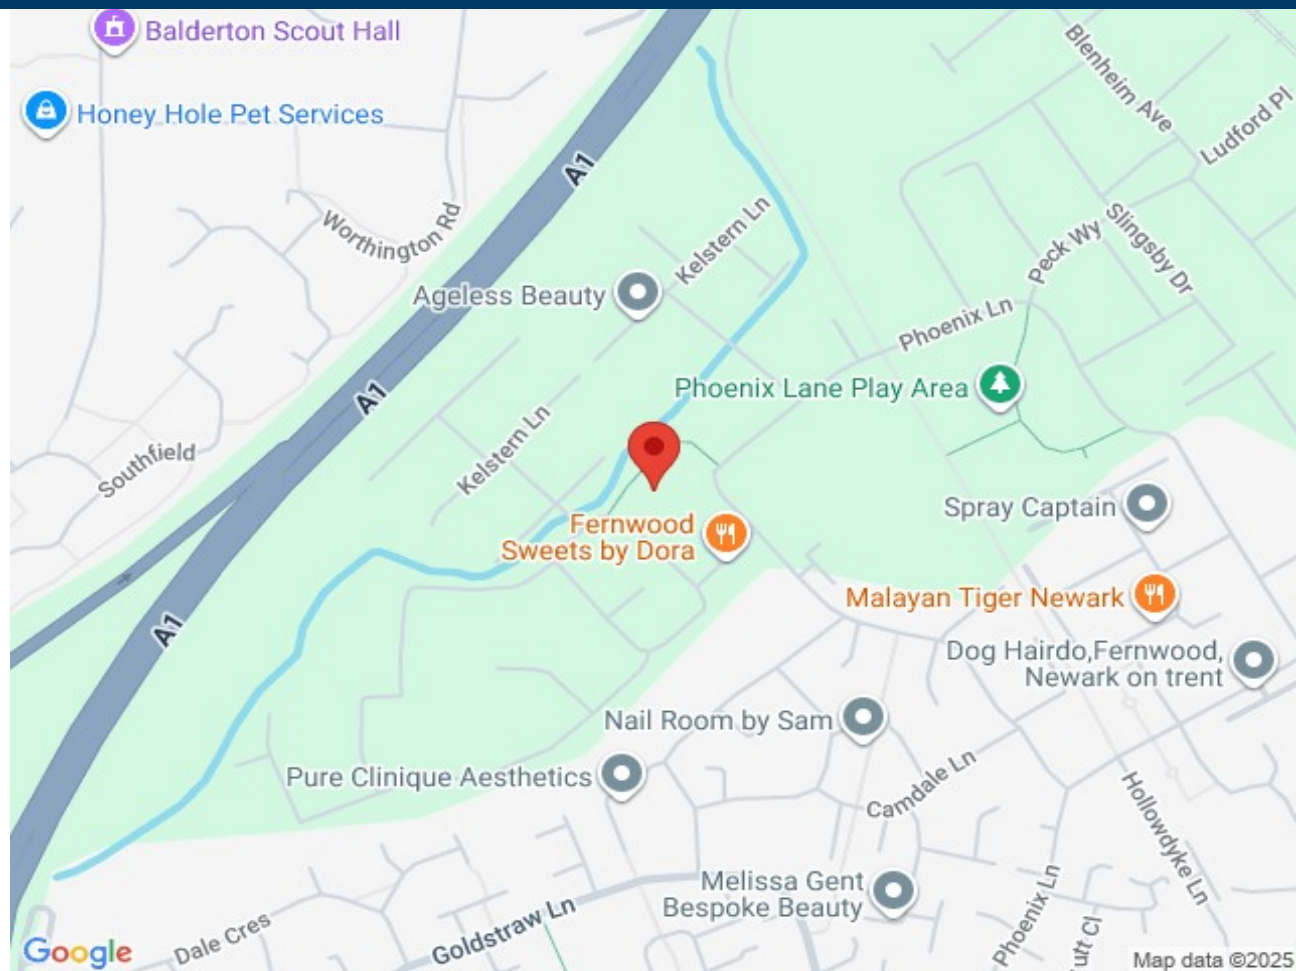 Balderton Scout Hall
Honey Hole Pet Services
Blenheim Ave
Ludford Pl
A1
Worthington Rd
Kelstern Ln
Peck Wy
Slingsby Dr
Ageless Beauty
Phoenix Ln
A1
Phoenix Lane Play Area
Kelstern Ln
Southfield
Spray Captain
Fernwood
Sweets by Dora
Malayan Tiger Newark
A1
Dog Hairdo,Fernwood,
Newark on trent
Nail Room by Sam
Pure Clinique Aesthetics
Camdale Ln
Hollowdyke Ln
Melissa Gent
Bespoke Beauty
Phoenix Ln
Goldstraw Ln
Dale Cres
utt Cl
Google
Map data ©2025